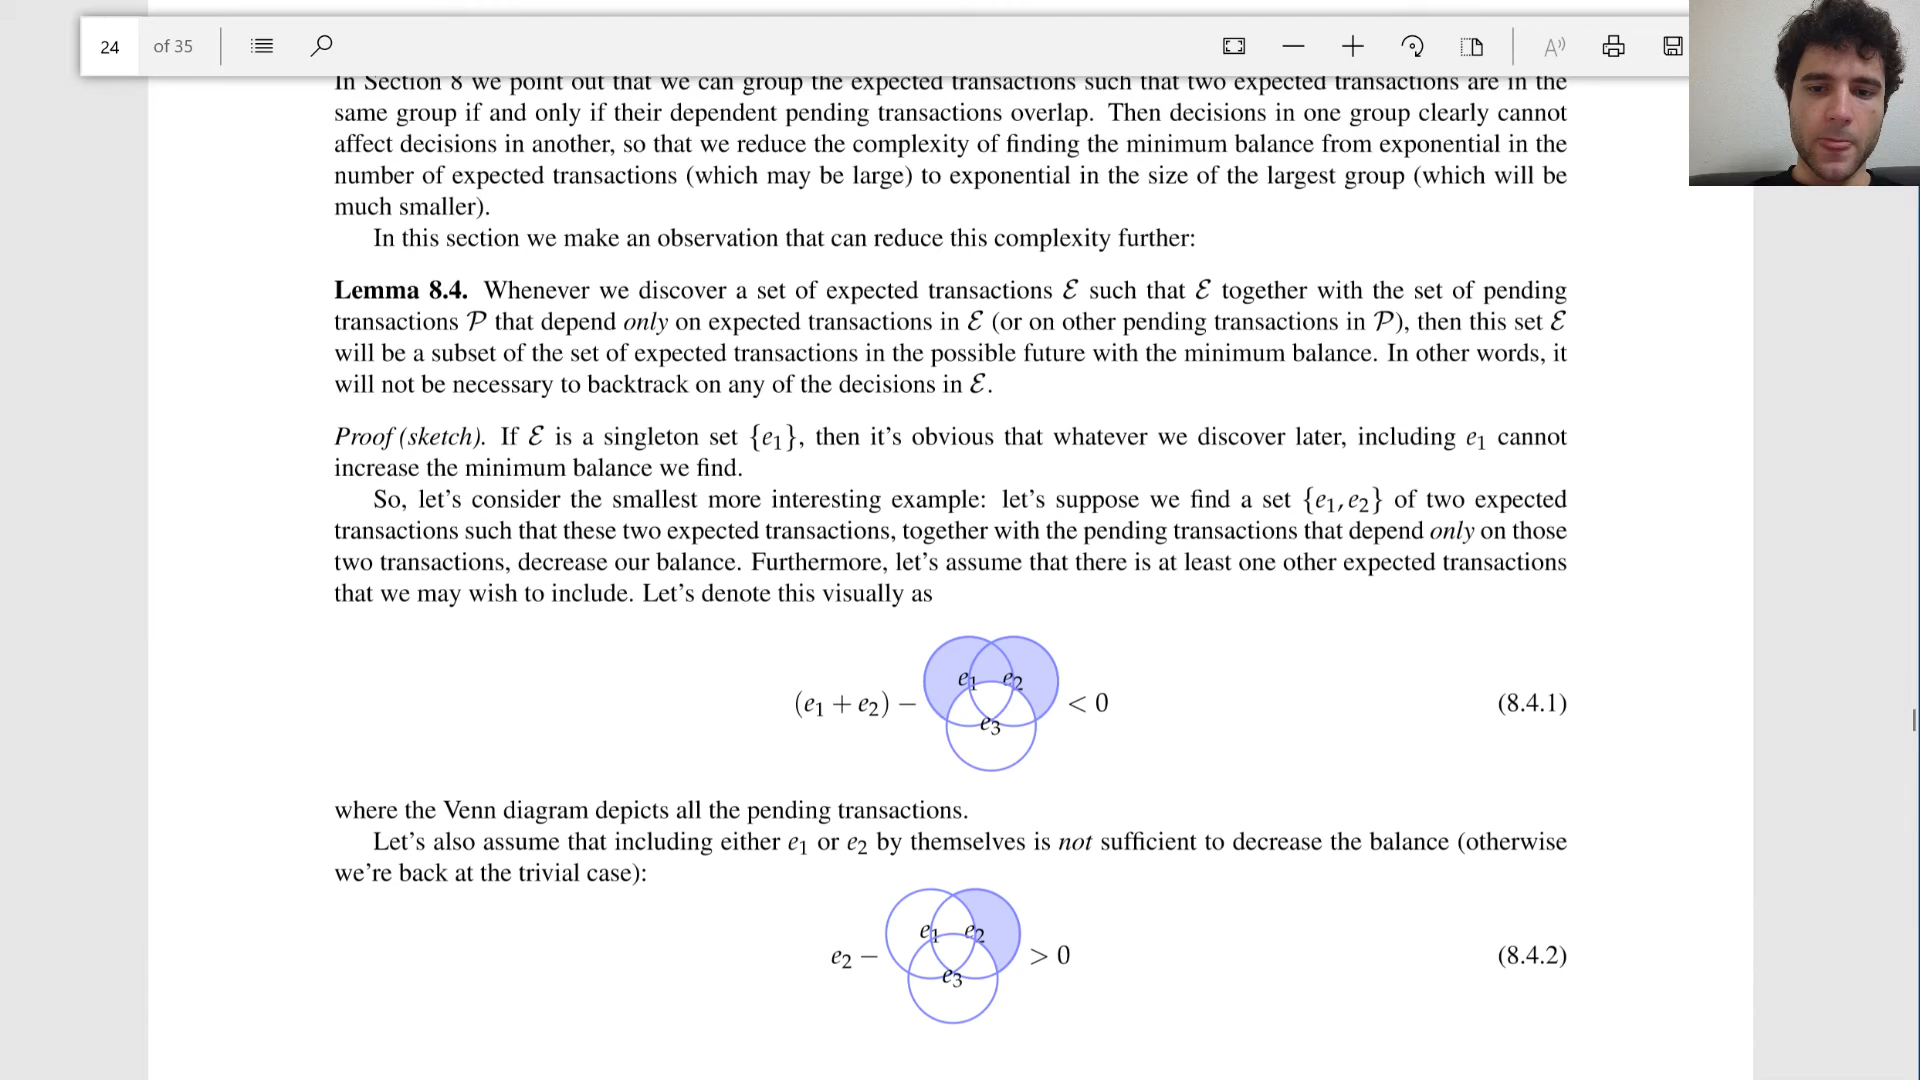 24 of 35
In Section 8 we point out that we can group the expected transactions such that two expected transactions are in the
same group if and only if their dependent pending transactions overlap. Then decisions in one group clearly cannot
affect decisions in another, so that we reduce the complexity of finding the minimum balance from exponential in the
number of expected transactions (which may be large) to exponential in the size of the largest group (which will be
much smaller).
In this section we make an observation that can reduce this complexity further:
Lemma 8.4. Whenever we discover a set of expected transactions ℰ such that ℰ together with the set of pending
transactions 𝒫 that depend only on expected transactions in ℰ (or on other pending transactions in 𝒫), then this set ℰ
will be a subset of the set of expected transactions in the possible future with the minimum balance. In other words, it
will not be necessary to backtrack on any of the decisions in ℰ.
Proof (sketch). If ℰ is a singleton set {e₁}, then it's obvious that whatever we discover later, including e₁ cannot
increase the minimum balance we find.
So, let's consider the smallest more interesting example: let's suppose we find a set {e₁,e₂} of two expected
transactions such that these two expected transactions, together with the pending transactions that depend only on those
two transactions, decrease our balance. Furthermore, let's assume that there is at least one other expected transactions
that we may wish to include. Let's denote this visually as
e₁ e₂
(e₁ + e₂) − < 0 (8.4.1)
e₃
where the Venn diagram depicts all the pending transactions.
Let's also assume that including either e₁ or e₂ by themselves is not sufficient to decrease the balance (otherwise
we're back at the trivial case):
e₁ e₂
e₂ − > 0 (8.4.2)
e₃